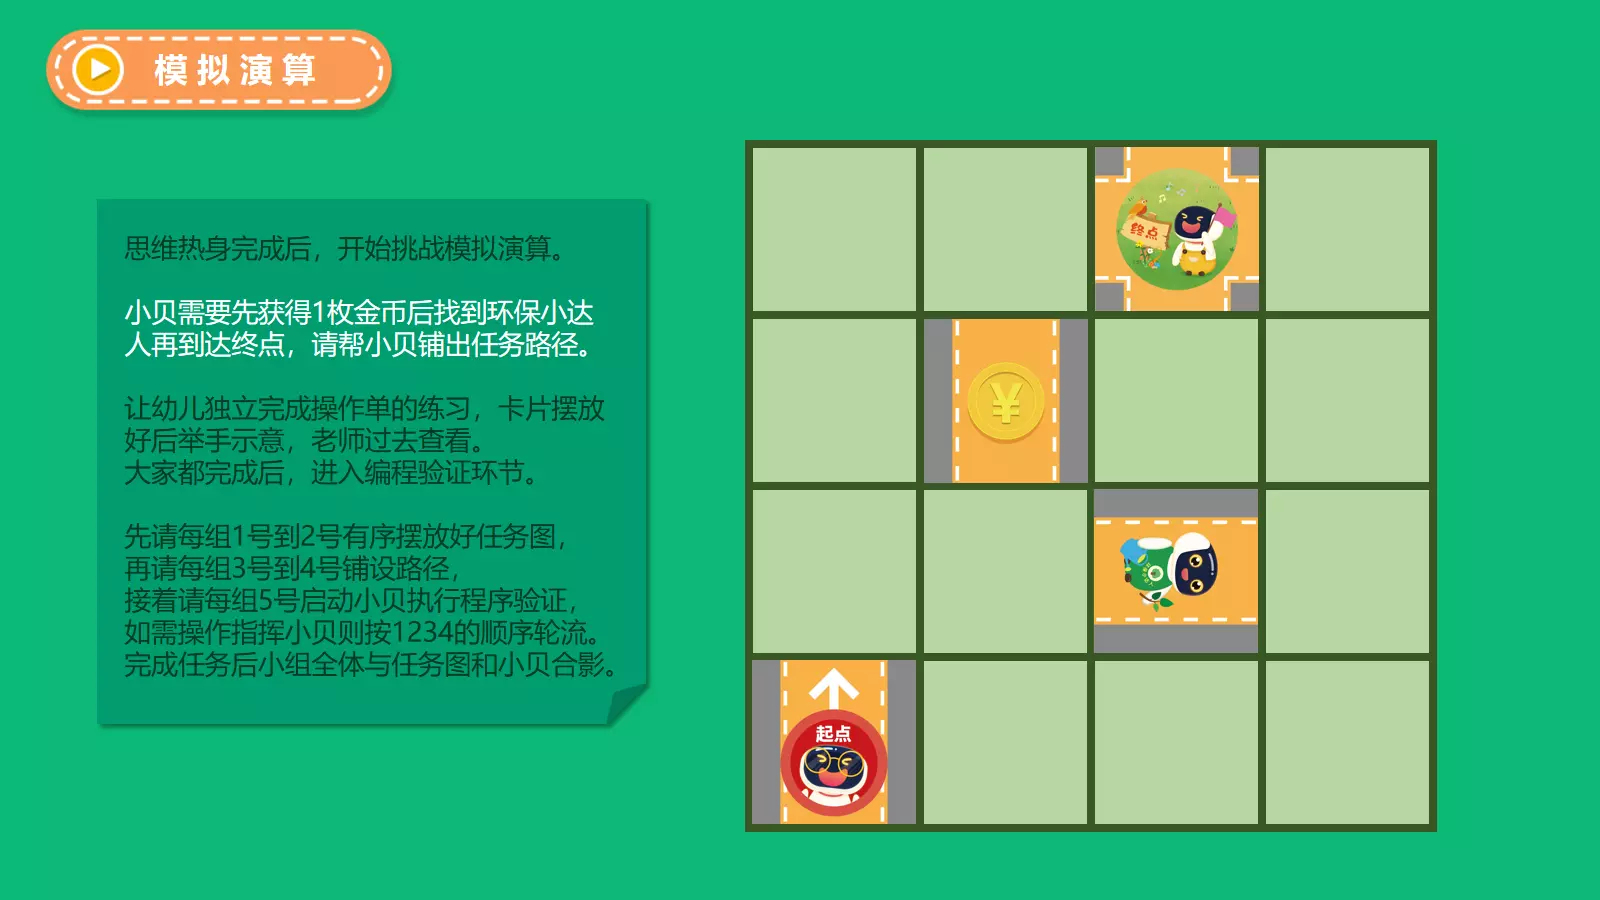 模拟演算
思维热身完成后，开始挑战模拟演算。
小贝需要先获得1枚金币后找到环保小达
人再到达终点，请帮小贝铺出任务路径。
让幼儿独立完成操作单的练习，卡片摆放
好后举手示意，老师过去查看。
大家都完成后，进入编程验证环节。
先请每组1号到2号有序摆放好任务图，
再请每组3号到4号铺设路径，
接着请每组5号启动小贝执行程序验证，
如需操作指挥小贝则按1234的顺序轮流。
完成任务后小组全体与任务图和小贝合影。
终点
¥
起点